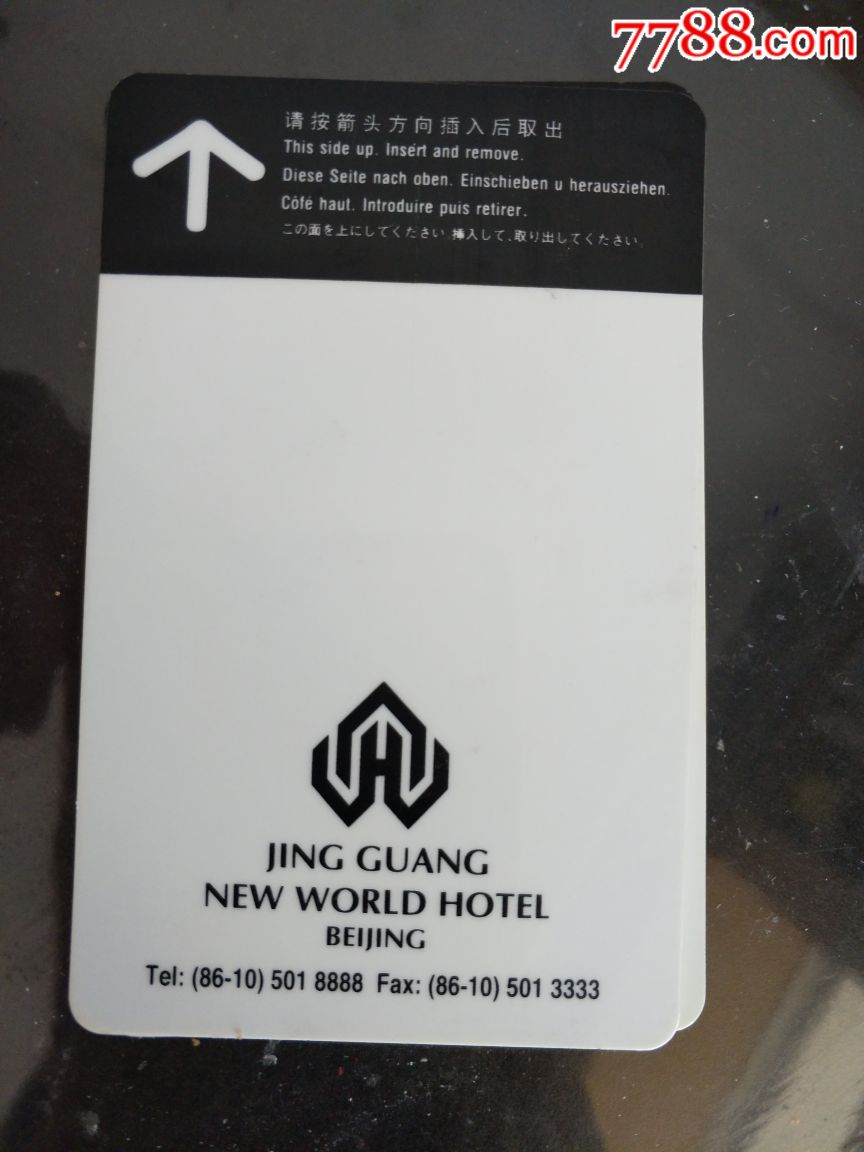 7788.com
请按箭头方向插入后取出
This side up. Insert and remove.
Diese Seite nach oben. Einschieben u herausziehen.
Côfé haut. Introduire puis retirer.
この面を上にしてください 挿入して、取り出してください。
JING GUANG
NEW WORLD HOTEL
BEIJING
Tel: (86-10) 501 8888 Fax: (86-10) 501 3333